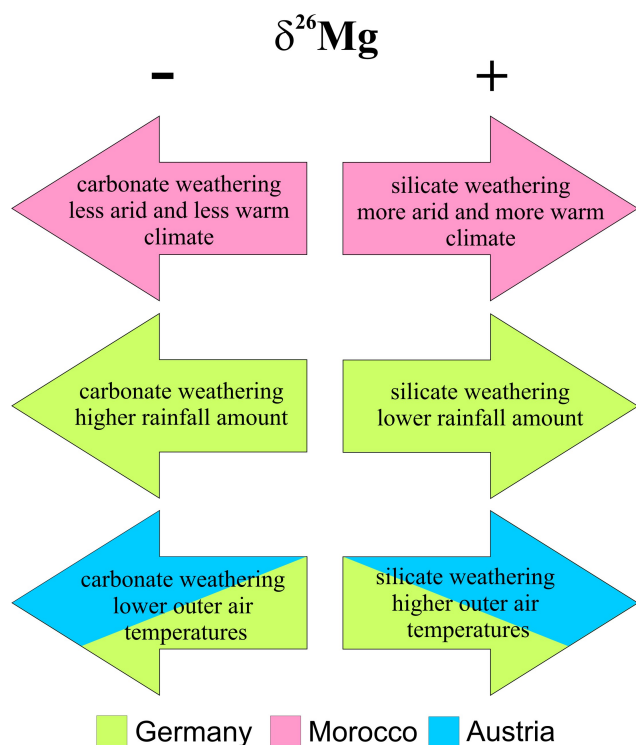 δ²⁶Mg
- +
carbonate weathering
less arid and less warm
climate
silicate weathering
more arid and more warm
climate
carbonate weathering
higher rainfall amount
silicate weathering
lower rainfall amount
carbonate weathering
lower outer air
temperatures
silicate weathering
higher outer air
temperatures
Germany Morocco Austria